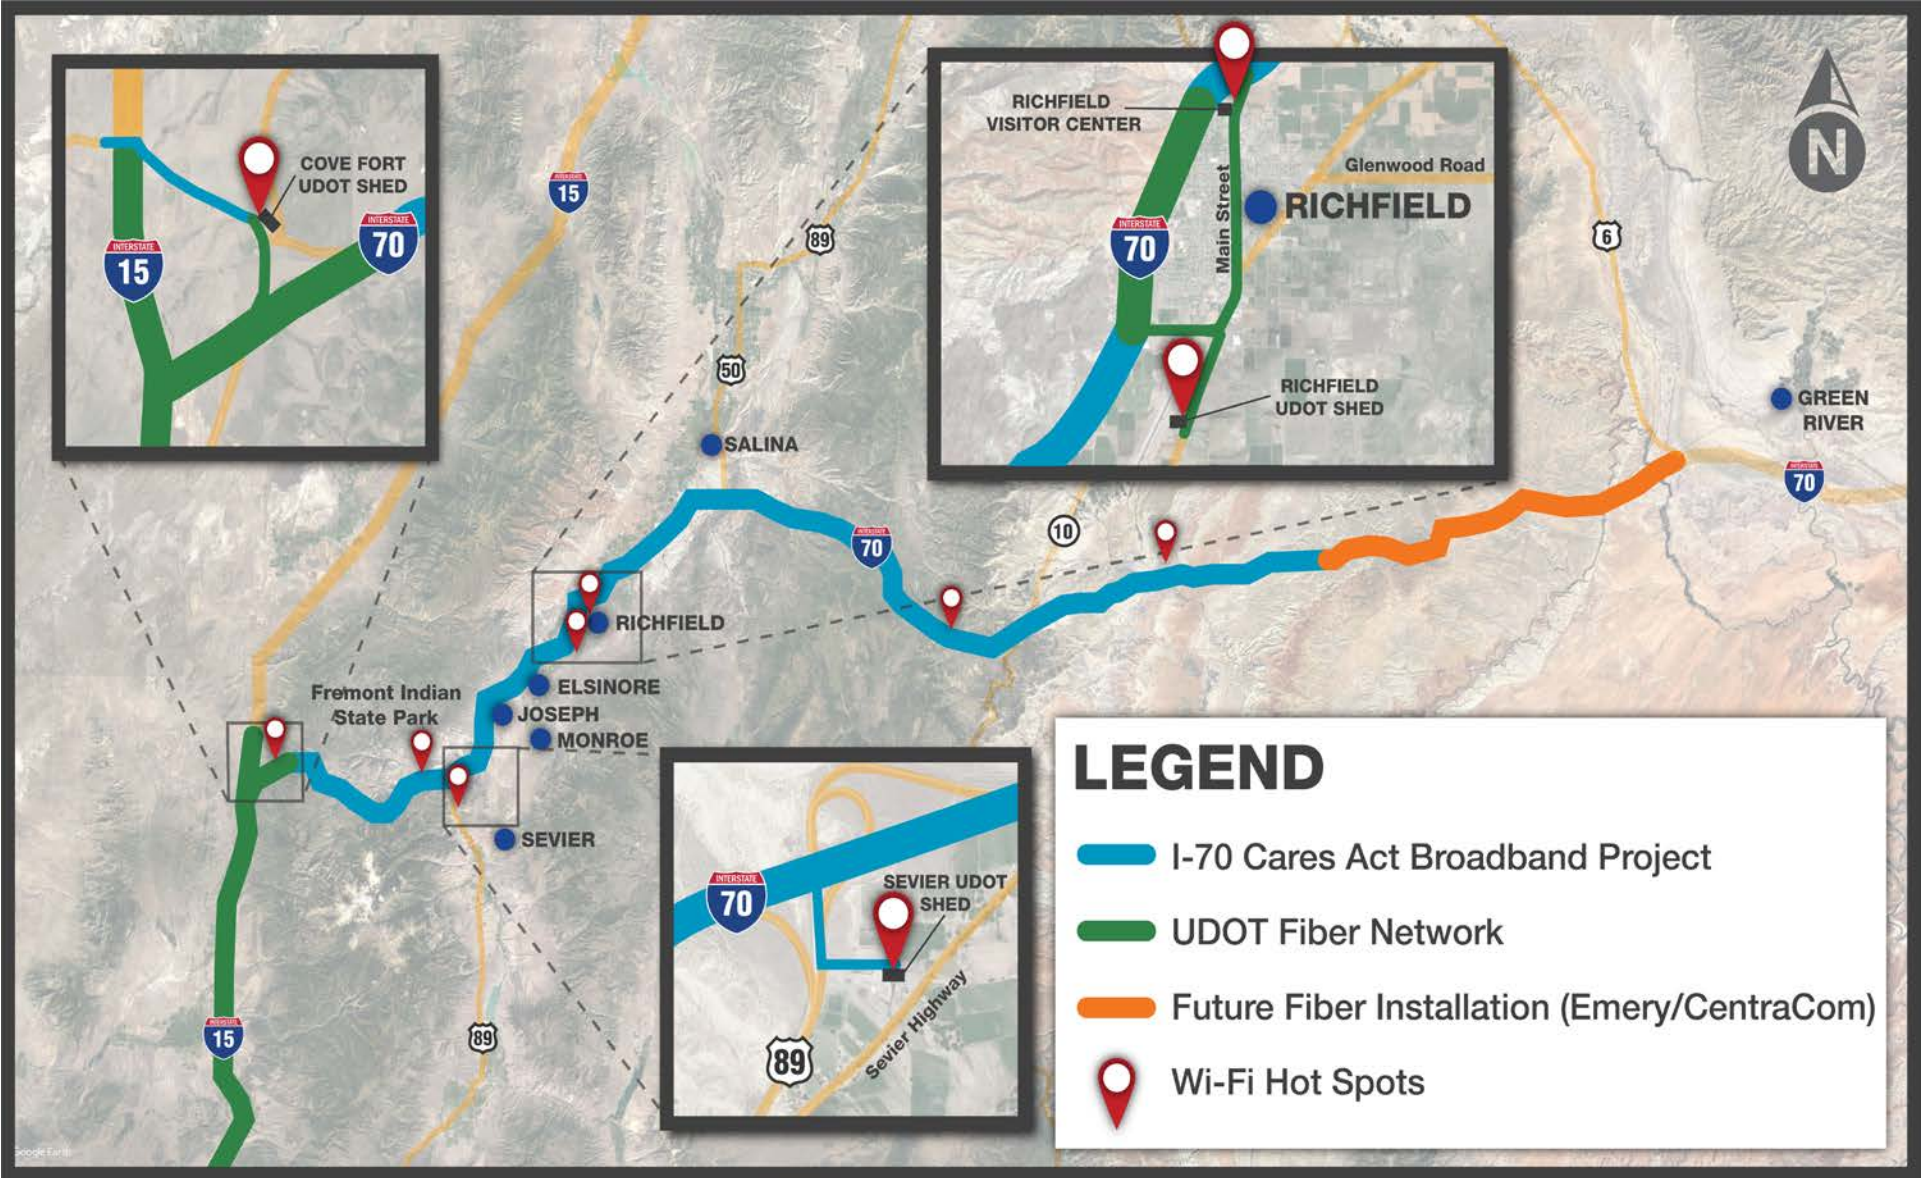 COVE FORT
UDOT SHED
INTERSTATE
15
INTERSTATE
70
INTERSTATE
15
89
50
SALINA
RICHFIELD
VISITOR CENTER
Glenwood Road
Main Street
RICHFIELD
INTERSTATE
70
RICHFIELD
UDOT SHED
N
6
GREEN
RIVER
INTERSTATE
70
10
INTERSTATE
70
RICHFIELD
ELSINORE
JOSEPH
MONROE
Fremont Indian
State Park
SEVIER
INTERSTATE
15
89
INTERSTATE
70
SEVIER UDOT
SHED
89
Sevier Highway
LEGEND
I-70 Cares Act Broadband Project
UDOT Fiber Network
Future Fiber Installation (Emery/CentraCom)
Wi-Fi Hot Spots
Google Earth